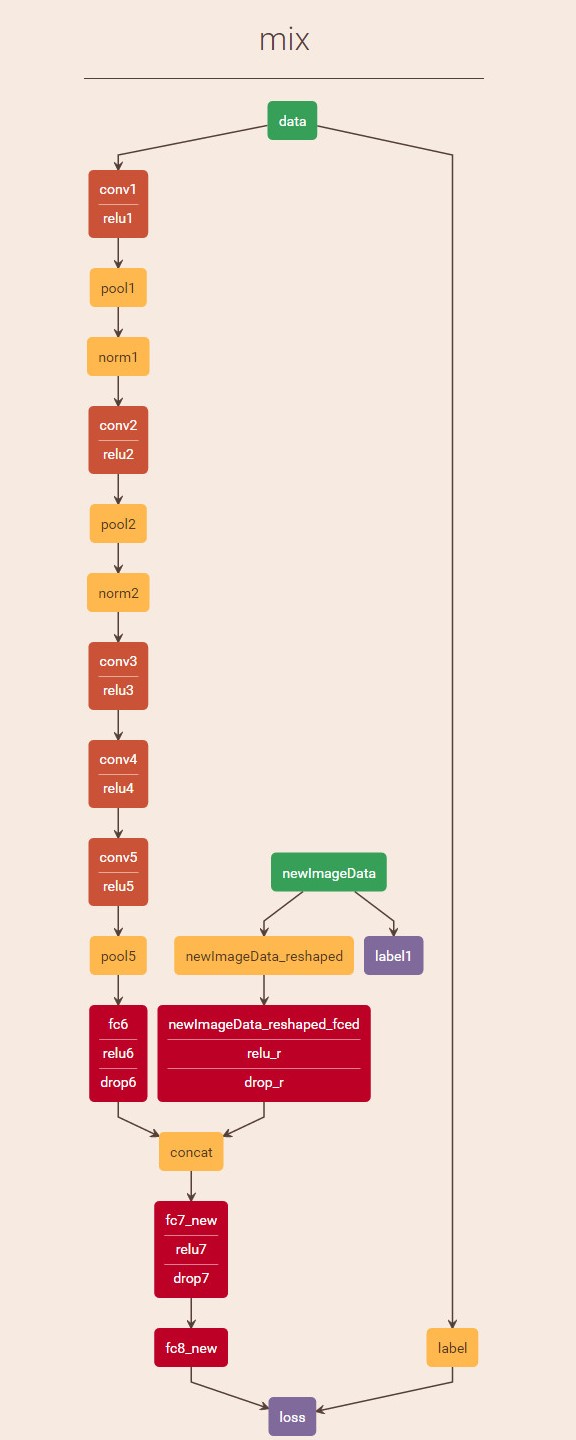 mix
data
conv1
relu1
pool1
norm1
conv2
relu2
pool2
norm2
conv3
relu3
conv4
relu4
conv5
relu5
newImageData
pool5
newImageData_reshaped
label1
fc6
relu6
drop6
newImageData_reshaped_fced
relu_r
drop_r
concat
fc7_new
relu7
drop7
fc8_new
label
loss